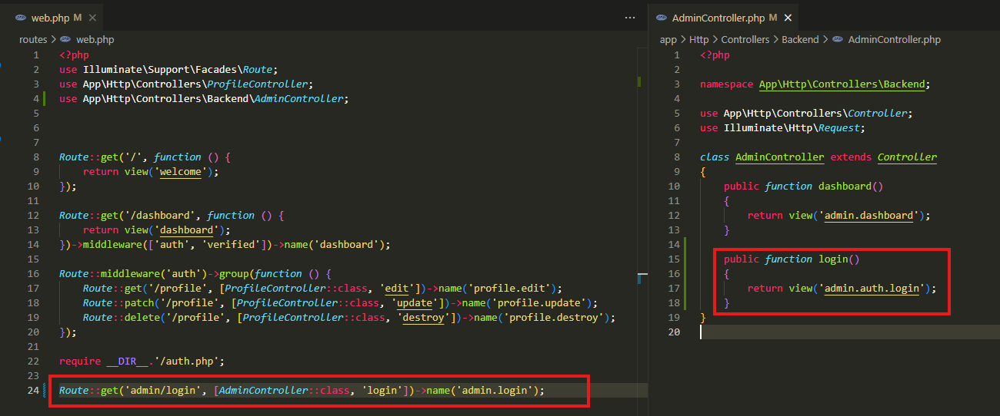 web.php M ×
routes > web.php
1 <?php
2 use Illuminate\Support\Facades\Route;
3 use App\Http\Controllers\ProfileController;
4 use App\Http\Controllers\Backend\AdminController;
5
6
7
8 Route::get('/', function () {
9     return view('welcome');
10 });
11
12 Route::get('/dashboard', function () {
13     return view('dashboard');
14 })->middleware(['auth', 'verified'])->name('dashboard');
15
16 Route::middleware('auth')->group(function () {
17     Route::get('/profile', [ProfileController::class, 'edit'])->name('profile.edit');
18     Route::patch('/profile', [ProfileController::class, 'update'])->name('profile.update');
19     Route::delete('/profile', [ProfileController::class, 'destroy'])->name('profile.destroy');
20 });
21
22 require __DIR__.'/auth.php';
23
24 Route::get('admin/login', [AdminController::class, 'login'])->name('admin.login');
AdminController.php M ×
app > Http > Controllers > Backend > AdminController.php
1 <?php
2
3 namespace App\Http\Controllers\Backend;
4
5 use App\Http\Controllers\Controller;
6 use Illuminate\Http\Request;
7
8 class AdminController extends Controller
9 {
10     public function dashboard()
11     {
12         return view('admin.dashboard');
13     }
14
15     public function login()
16     {
17         return view('admin.auth.login');
18     }
19 }
20